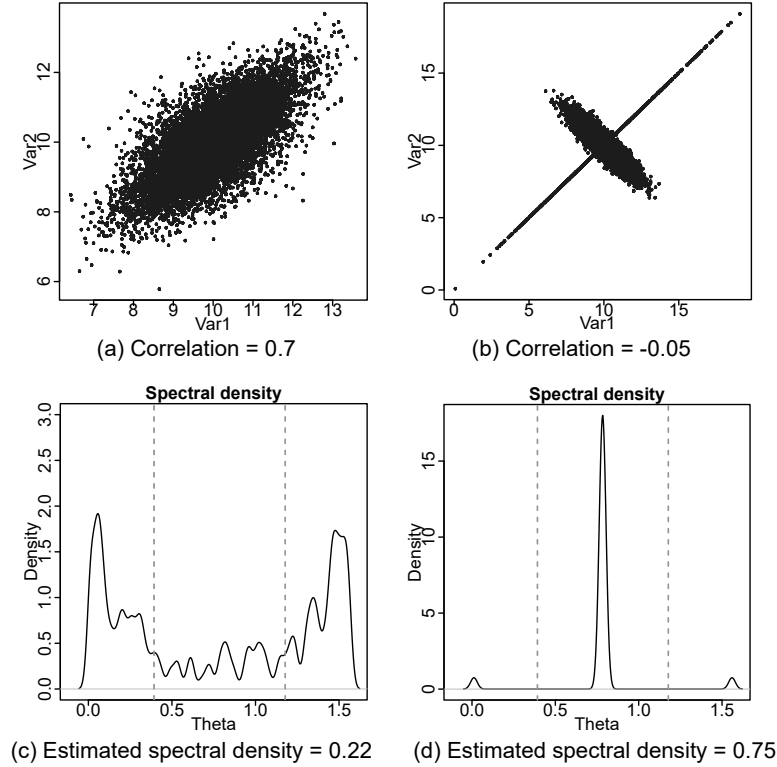 12
10
8
6
Var2
7 8 9 10 11 12 13
Var1
(a) Correlation = 0.7
15
10
5
0
Var2
0 5 10 15
Var1
(b) Correlation = -0.05
Spectral density
3.0
2.5
2.0
1.5
1.0
0.5
0.0
Density
0.0 0.5 1.0 1.5
Theta
(c) Estimated spectral density = 0.22
Spectral density
15
10
5
0
Density
0.0 0.5 1.0 1.5
Theta
(d) Estimated spectral density = 0.75